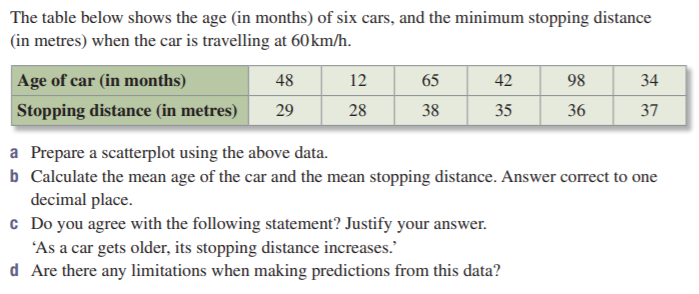 The table below shows the age (in months) of six cars, and the minimum stopping distance
(in metres) when the car is travelling at 60 km/h.
Age of car (in months) 48 12 65 42 98 34
Stopping distance (in metres) 29 28 38 35 36 37
a Prepare a scatterplot using the above data.
b Calculate the mean age of the car and the mean stopping distance. Answer correct to one
decimal place.
c Do you agree with the following statement? Justify your answer.
‘As a car gets older, its stopping distance increases.’
d Are there any limitations when making predictions from this data?